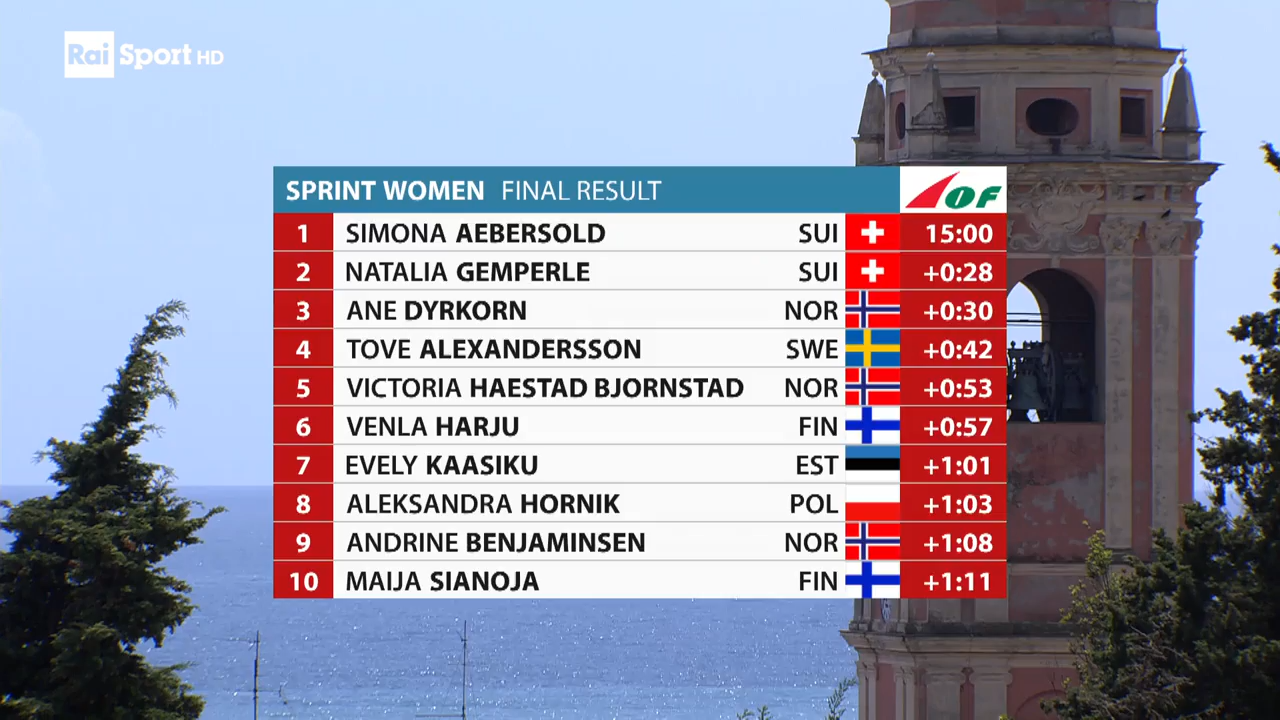 Rai Sport HD
SPRINT WOMEN FINAL RESULT IOF
1 SIMONA AEBERSOLD SUI 15:00
2 NATALIA GEMPERLE SUI +0:28
3 ANE DYRKORN NOR +0:30
4 TOVE ALEXANDERSSON SWE +0:42
5 VICTORIA HAESTAD BJORNSTAD NOR +0:53
6 VENLA HARJU FIN +0:57
7 EVELY KAASIKU EST +1:01
8 ALEKSANDRA HORNIK POL +1:03
9 ANDRINE BENJAMINSEN NOR +1:08
10 MAIJA SIANOJA FIN +1:11